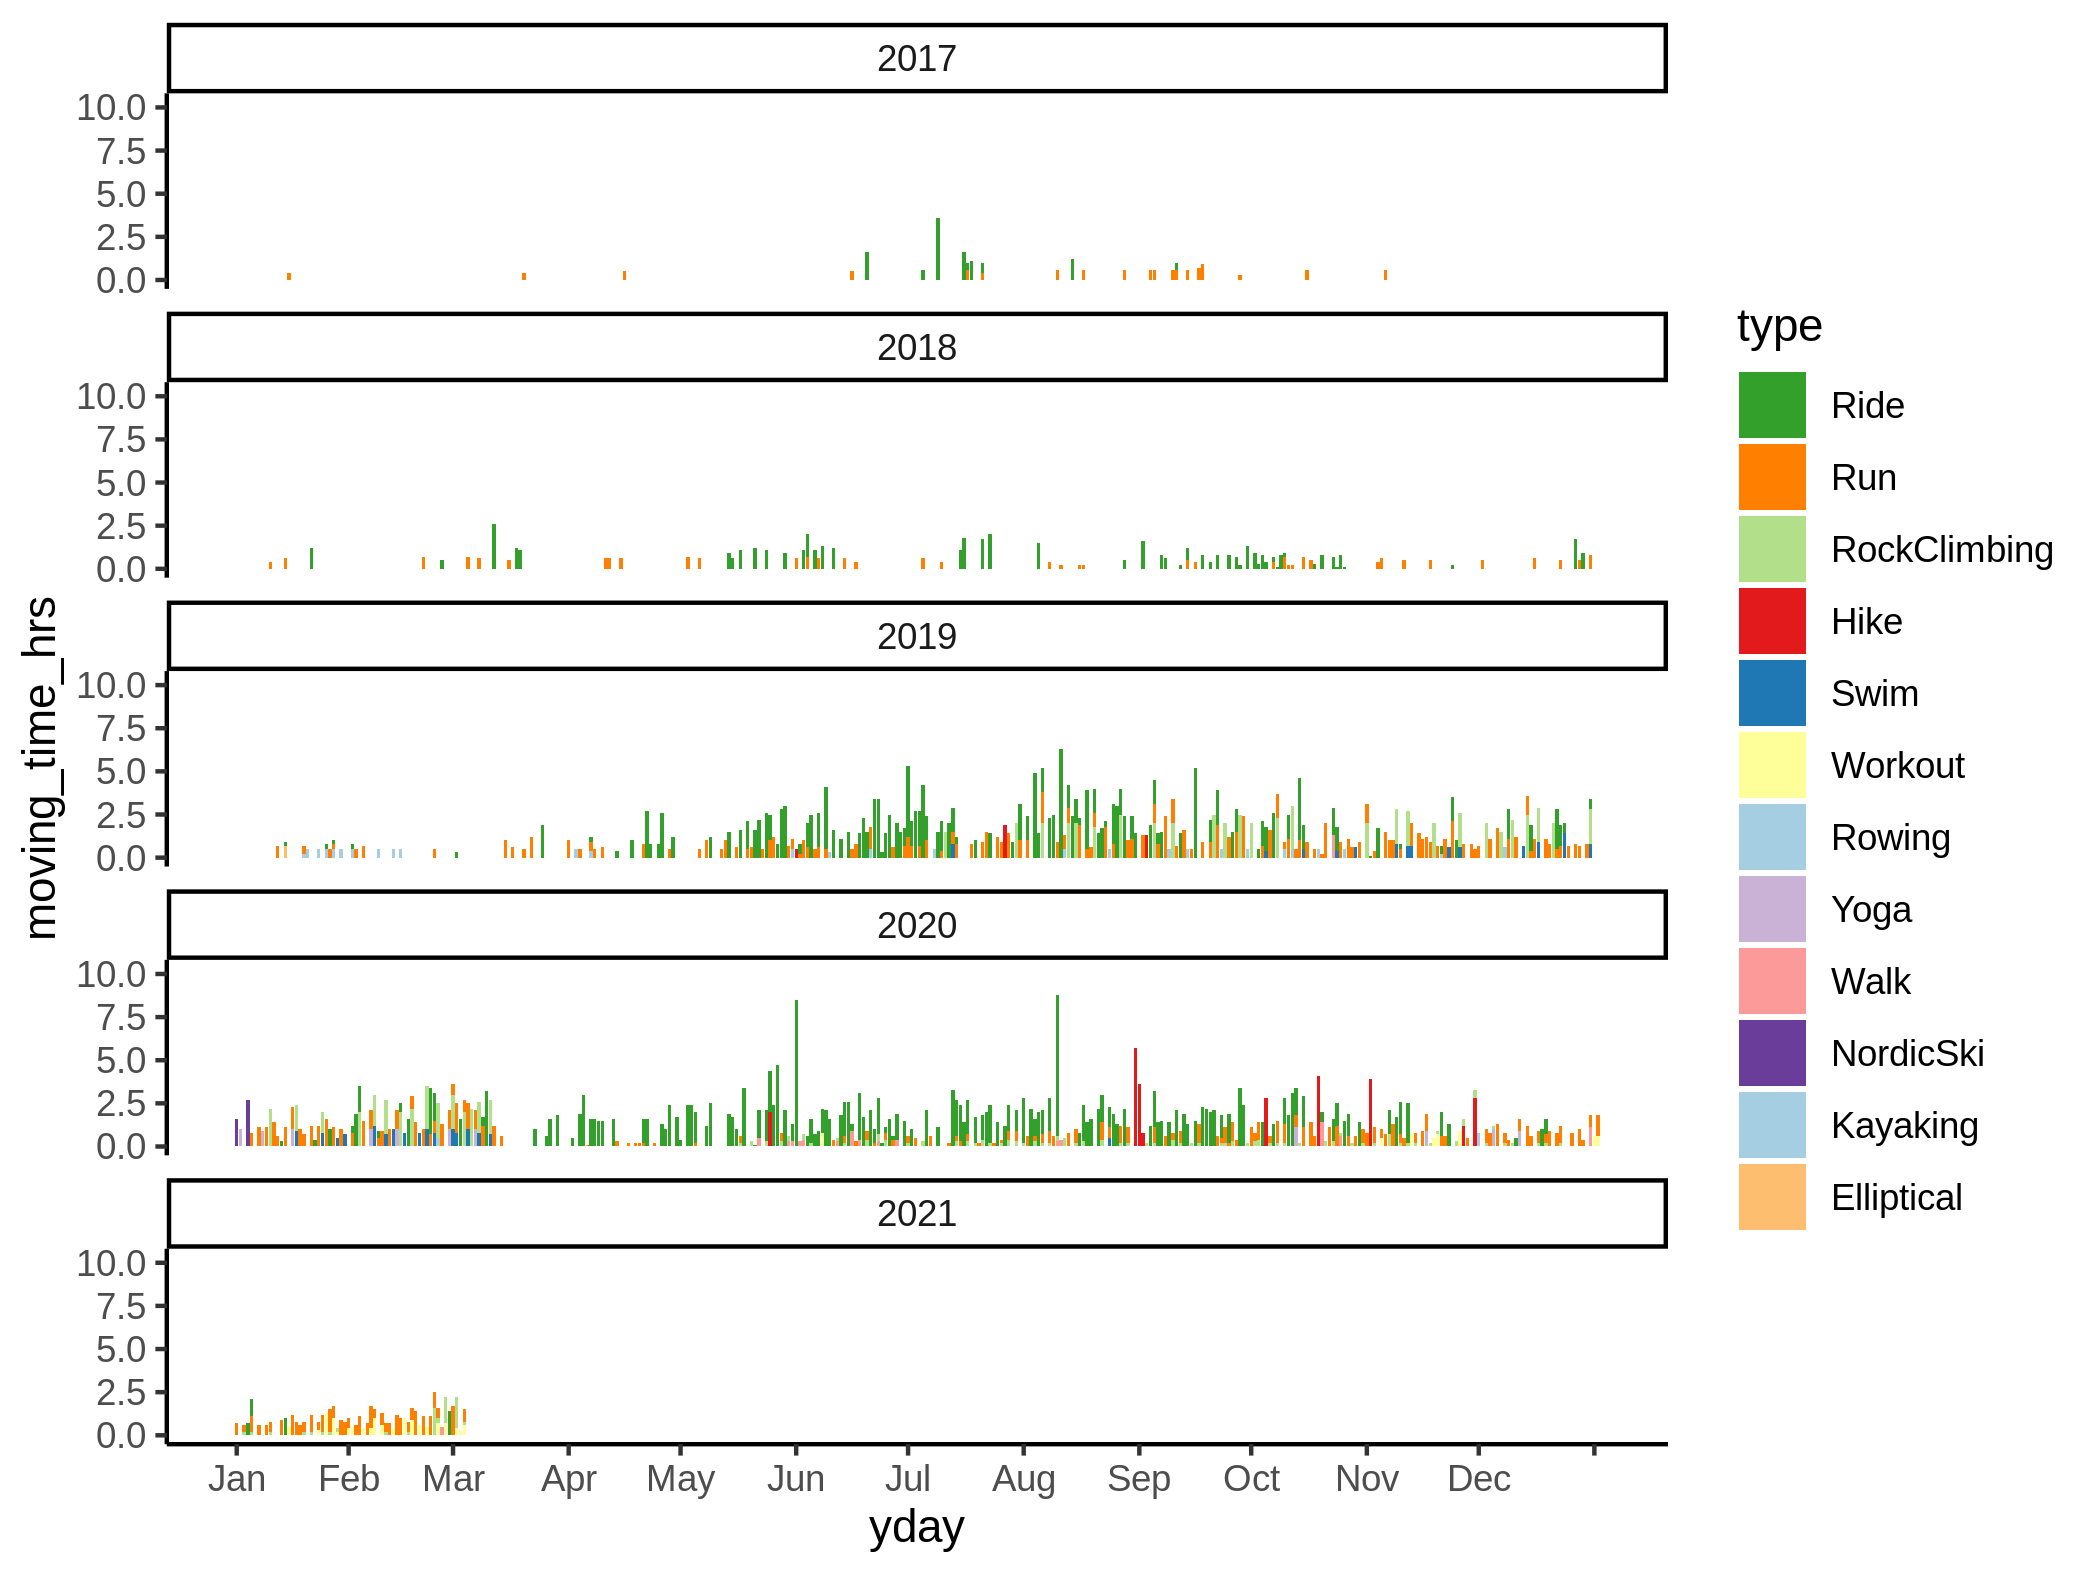 2017
10.0
7.5
5.0
2.5
0.0
2018
10.0
7.5
5.0
2.5
0.0
2019
10.0
7.5
5.0
2.5
0.0
2020
10.0
7.5
5.0
2.5
0.0
2021
10.0
7.5
5.0
2.5
0.0
Jan Feb Mar Apr May Jun Jul Aug Sep Oct Nov Dec
yday
moving_time_hrs
type
Ride
Run
RockClimbing
Hike
Swim
Workout
Rowing
Yoga
Walk
NordicSki
Kayaking
Elliptical